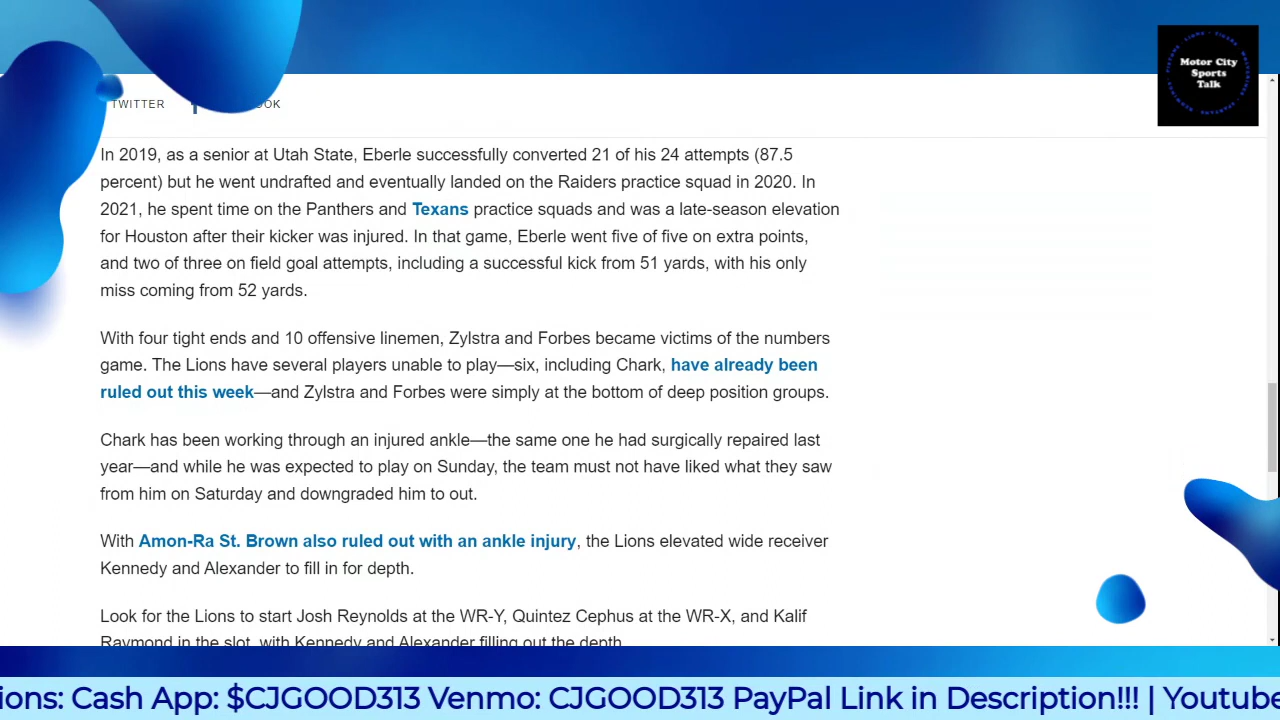 Motor City
Sports
Talk
TWITTER
OOK
In 2019, as a senior at Utah State, Eberle successfully converted 21 of his 24 attempts (87.5
percent) but he went undrafted and eventually landed on the Raiders practice squad in 2020. In
2021, he spent time on the Panthers and Texans practice squads and was a late-season elevation
for Houston after their kicker was injured. In that game, Eberle went five of five on extra points,
and two of three on field goal attempts, including a successful kick from 51 yards, with his only
miss coming from 52 yards.
With four tight ends and 10 offensive linemen, Zylstra and Forbes became victims of the numbers
game. The Lions have several players unable to play—six, including Chark, have already been
ruled out this week—and Zylstra and Forbes were simply at the bottom of deep position groups.
Chark has been working through an injured ankle—the same one he had surgically repaired last
year—and while he was expected to play on Sunday, the team must not have liked what they saw
from him on Saturday and downgraded him to out.
With Amon-Ra St. Brown also ruled out with an ankle injury, the Lions elevated wide receiver
Kennedy and Alexander to fill in for depth.
Look for the Lions to start Josh Reynolds at the WR-Y, Quintez Cephus at the WR-X, and Kalif
Raymond in the slot, with Kennedy and Alexander filling out the depth.
ions: Cash App: $CJGOOD313 Venmo: CJGOOD313 PayPal Link in Description!!! | Youtube